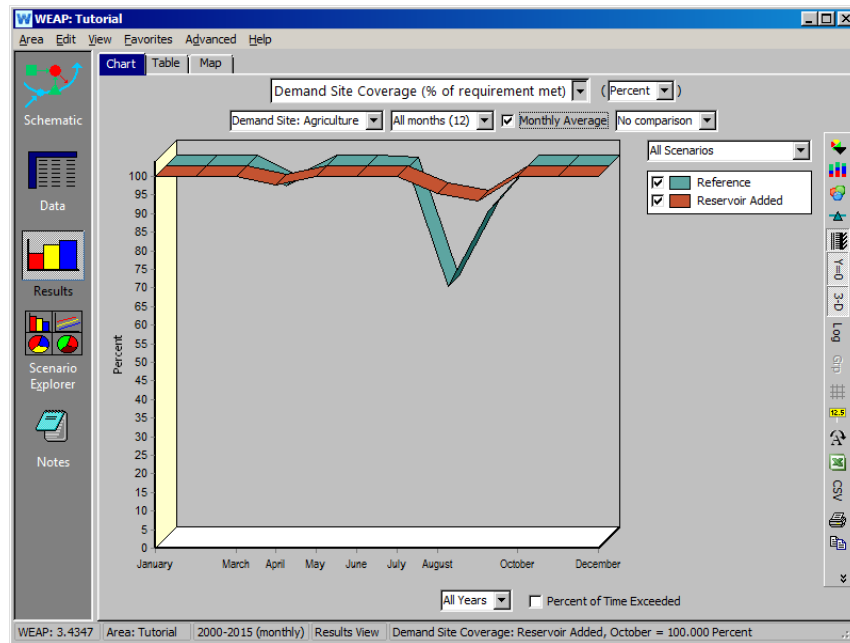 WEAP: Tutorial
Area Edit View Favorites Advanced Help
Chart Table Map
Demand Site Coverage (% of requirement met) ( Percent )
Demand Site: Agriculture All months (12) Monthly Average No comparison
All Scenarios
Reference
Reservoir Added
Schematic
Data
Results
Scenario
Explorer
Notes
Percent
100
95
90
85
80
75
70
65
60
55
50
45
40
35
30
25
20
15
10
5
0
January March April May June July August October December
All Years Percent of Time Exceeded
Y=0
3-D
Log
Grp
12.5
A
CSV
WEAP: 3.4347 Area: Tutorial 2000-2015 (monthly) Results View Demand Site Coverage: Reservoir Added, October = 100.000 Percent